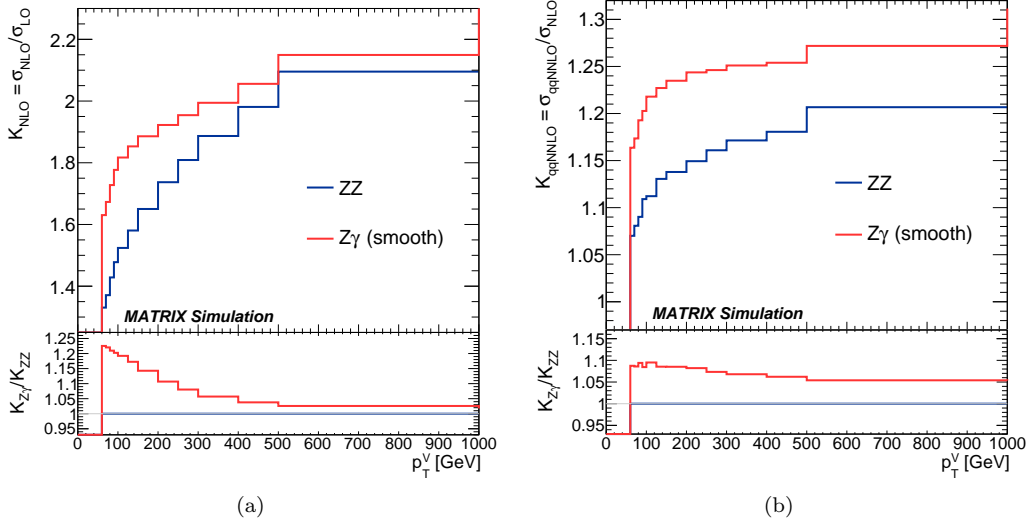 K_NLO = σ_NLO/σ_LO
2.2
2
1.8
1.6
1.4
ZZ
Zγ (smooth)
MATRIX Simulation
K_Zγ/K_ZZ
1.25
1.2
1.15
1.1
1.05
1
0.95
0 100 200 300 400 500 600 700 800 900 1000
p_T^V [GeV]
(a)
K_qqNNLO = σ_qqNNLO/σ_NLO
1.3
1.25
1.2
1.15
1.1
1.05
1
ZZ
Zγ (smooth)
MATRIX Simulation
K_Zγ/K_ZZ
1.15
1.1
1.05
1
0.95
0 100 200 300 400 500 600 700 800 900 1000
p_T^V [GeV]
(b)